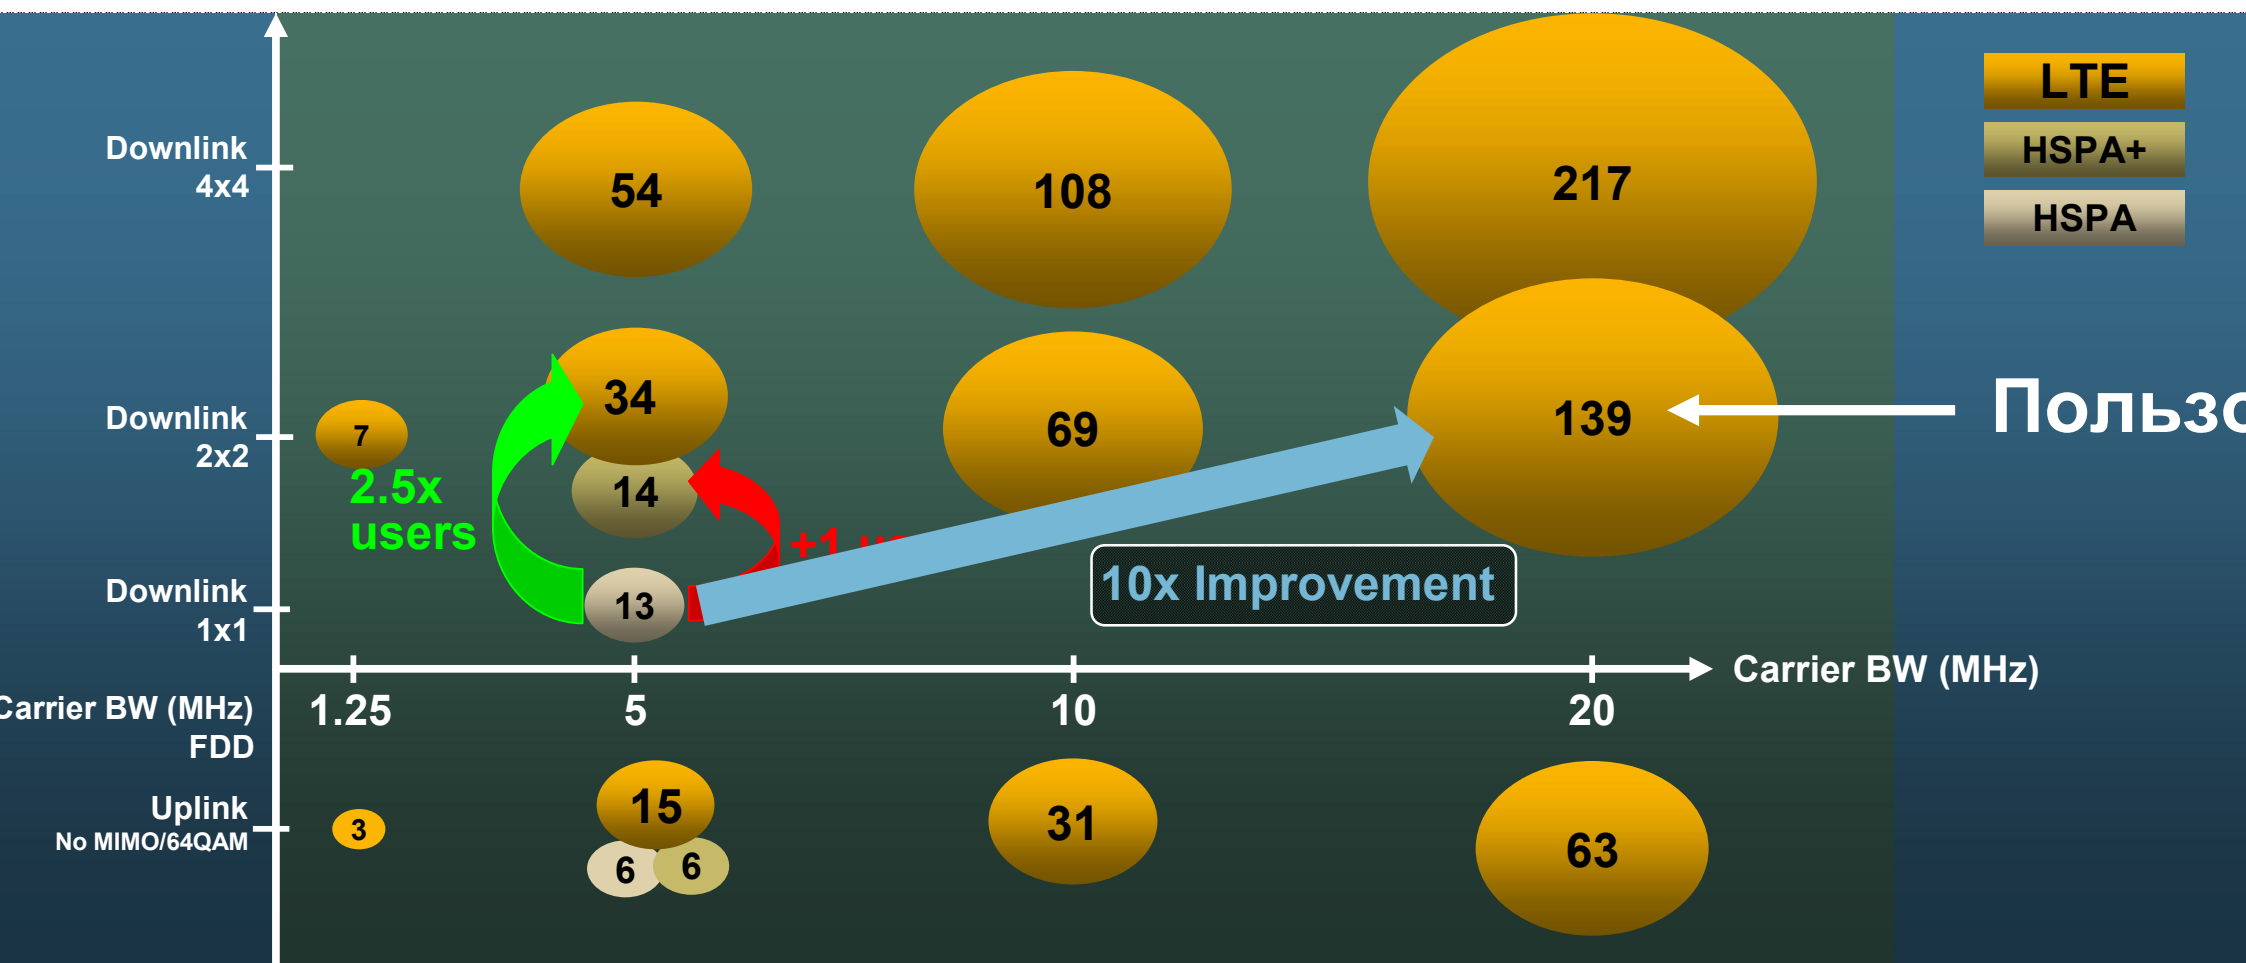 LTE
HSPA+
HSPA
Downlink
4x4
54
108
217
Downlink
2x2
7
34
69
139
14
2.5x
users
+1
10x Improvement
Downlink
1x1
13
Carrier BW (MHz)
Carrier BW (MHz)
FDD
1.25
5
10
20
Uplink
No MIMO/64QAM
3
15
31
63
6
6